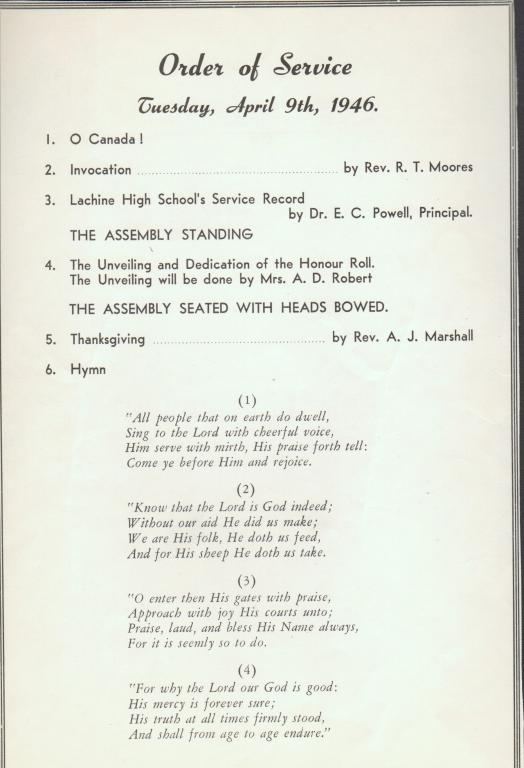 Order of Service
Tuesday, April 9th, 1946.
1. O Canada !
2. Invocation ........................................ by Rev. R. T. Moores
3. Lachine High School's Service Record
by Dr. E. C. Powell, Principal.
THE ASSEMBLY STANDING
4. The Unveiling and Dedication of the Honour Roll.
The Unveiling will be done by Mrs. A. D. Robert
THE ASSEMBLY SEATED WITH HEADS BOWED.
5. Thanksgiving ........................................ by Rev. A. J. Marshall
6. Hymn
(1)
"All people that on earth do dwell,
Sing to the Lord with cheerful voice,
Him serve with mirth, His praise forth tell:
Come ye before Him and rejoice.
(2)
"Know that the Lord is God indeed;
Without our aid He did us make;
We are His folk, He doth us feed,
And for His sheep He doth us take.
(3)
"O enter then His gates with praise,
Approach with joy His courts unto;
Praise, laud, and bless His Name always,
For it is seemly so to do.
(4)
"For why the Lord our God is good:
His mercy is forever sure;
His truth at all times firmly stood,
And shall from age to age endure."